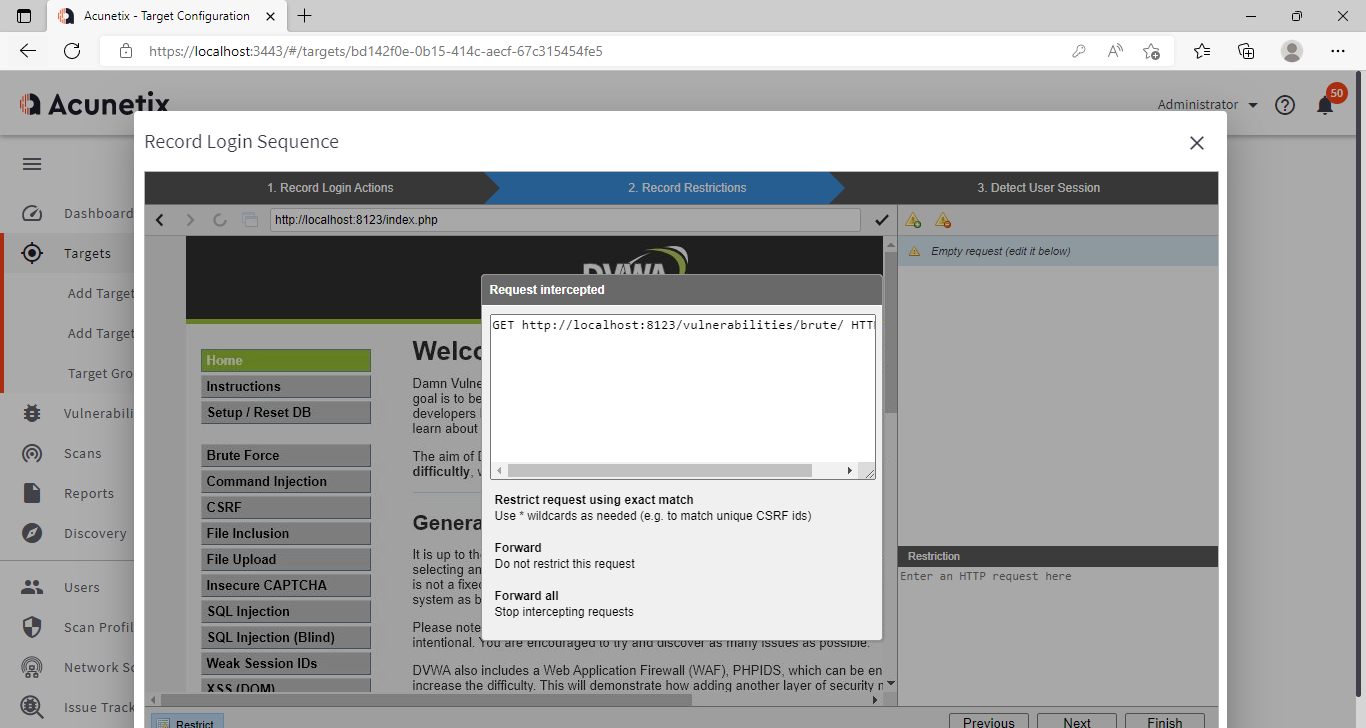 Acunetix - Target Configuration
https://localhost:3443/#/targets/bd142f0e-0b15-414c-aecf-67c315454fe5
Acunetix
Administrator
50
Record Login Sequence
1. Record Login Actions
2. Record Restrictions
3. Detect User Session
http://localhost:8123/index.php
Dashboard
Targets
Add Target
Add Target
Target Gro
Vulnerabili
Scans
Reports
Discovery
Users
Scan Profil
Network Sc
Issue Track
DVWA
Home
Instructions
Setup / Reset DB
Brute Force
Command Injection
CSRF
File Inclusion
File Upload
Insecure CAPTCHA
SQL Injection
SQL Injection (Blind)
Weak Session IDs
XSS (DOM)
Welco
Damn Vulne
goal is to be
developers
learn about
The aim of
difficultly,
Genera
It is up to th
selecting an
is not a fixe
system as b
Please note
intentional. You are encouraged to try and discover as many issues as possible.
DVWA also includes a Web Application Firewall (WAF), PHPIDS, which can be en
increase the difficulty. This will demonstrate how adding another layer of security
Request intercepted
GET http://localhost:8123/vulnerabilities/brute/ HTT
Restrict request using exact match
Use * wildcards as needed (e.g. to match unique CSRF ids)
Forward
Do not restrict this request
Forward all
Stop intercepting requests
Empty request (edit it below)
Restriction
Enter an HTTP request here
Restrict
Previous
Next
Finish